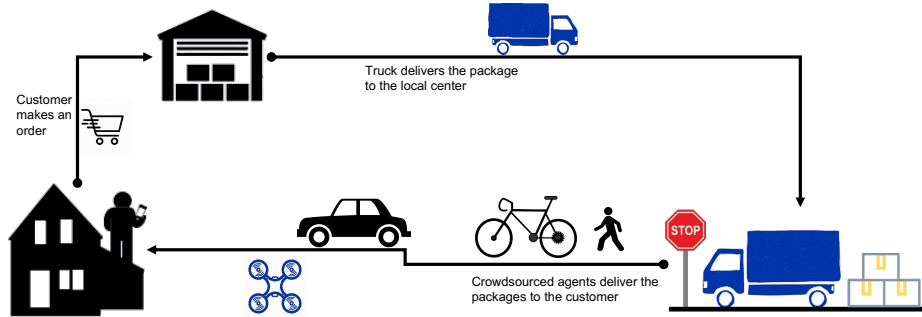 Truck delivers the package
to the local center
Customer
makes an
order
STOP
Crowdsourced agents deliver the
packages to the customer